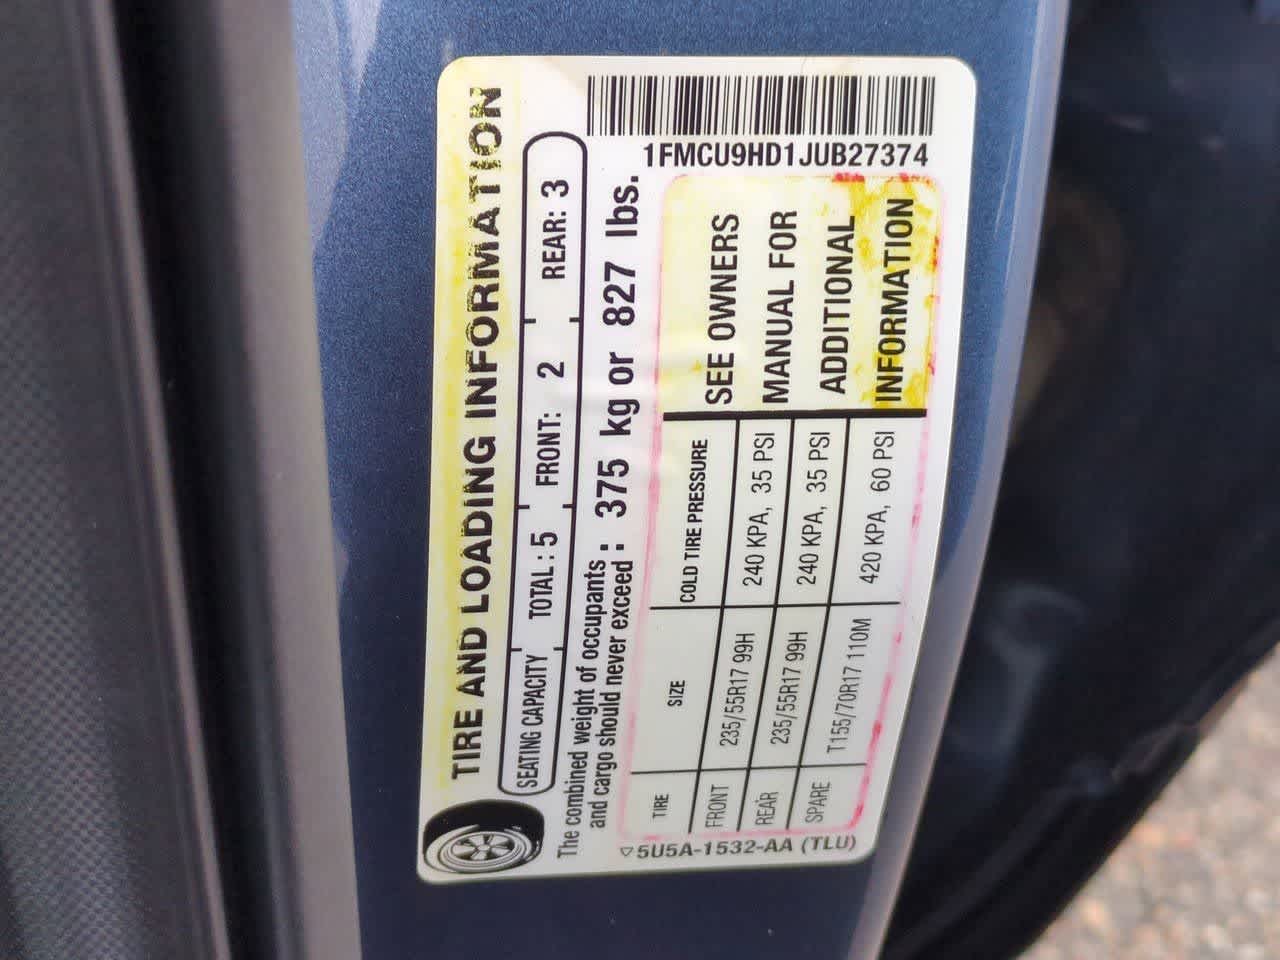 1FMCU9HD1JUB27374
TIRE AND LOADING INFORMATION
SEATING CAPACITY TOTAL : 5 FRONT: 2 REAR: 3
The combined weight of occupants
and cargo should never exceed : 375 kg or 827 lbs.
TIRE SIZE COLD TIRE PRESSURE
FRONT 235/55R17 99H 240 KPA, 35 PSI
REAR 235/55R17 99H 240 KPA, 35 PSI
SPARE T155/70R17 110M 420 KPA, 60 PSI
SEE OWNERS
MANUAL FOR
ADDITIONAL
INFORMATION
▽5U5A-1532-AA (TLU)